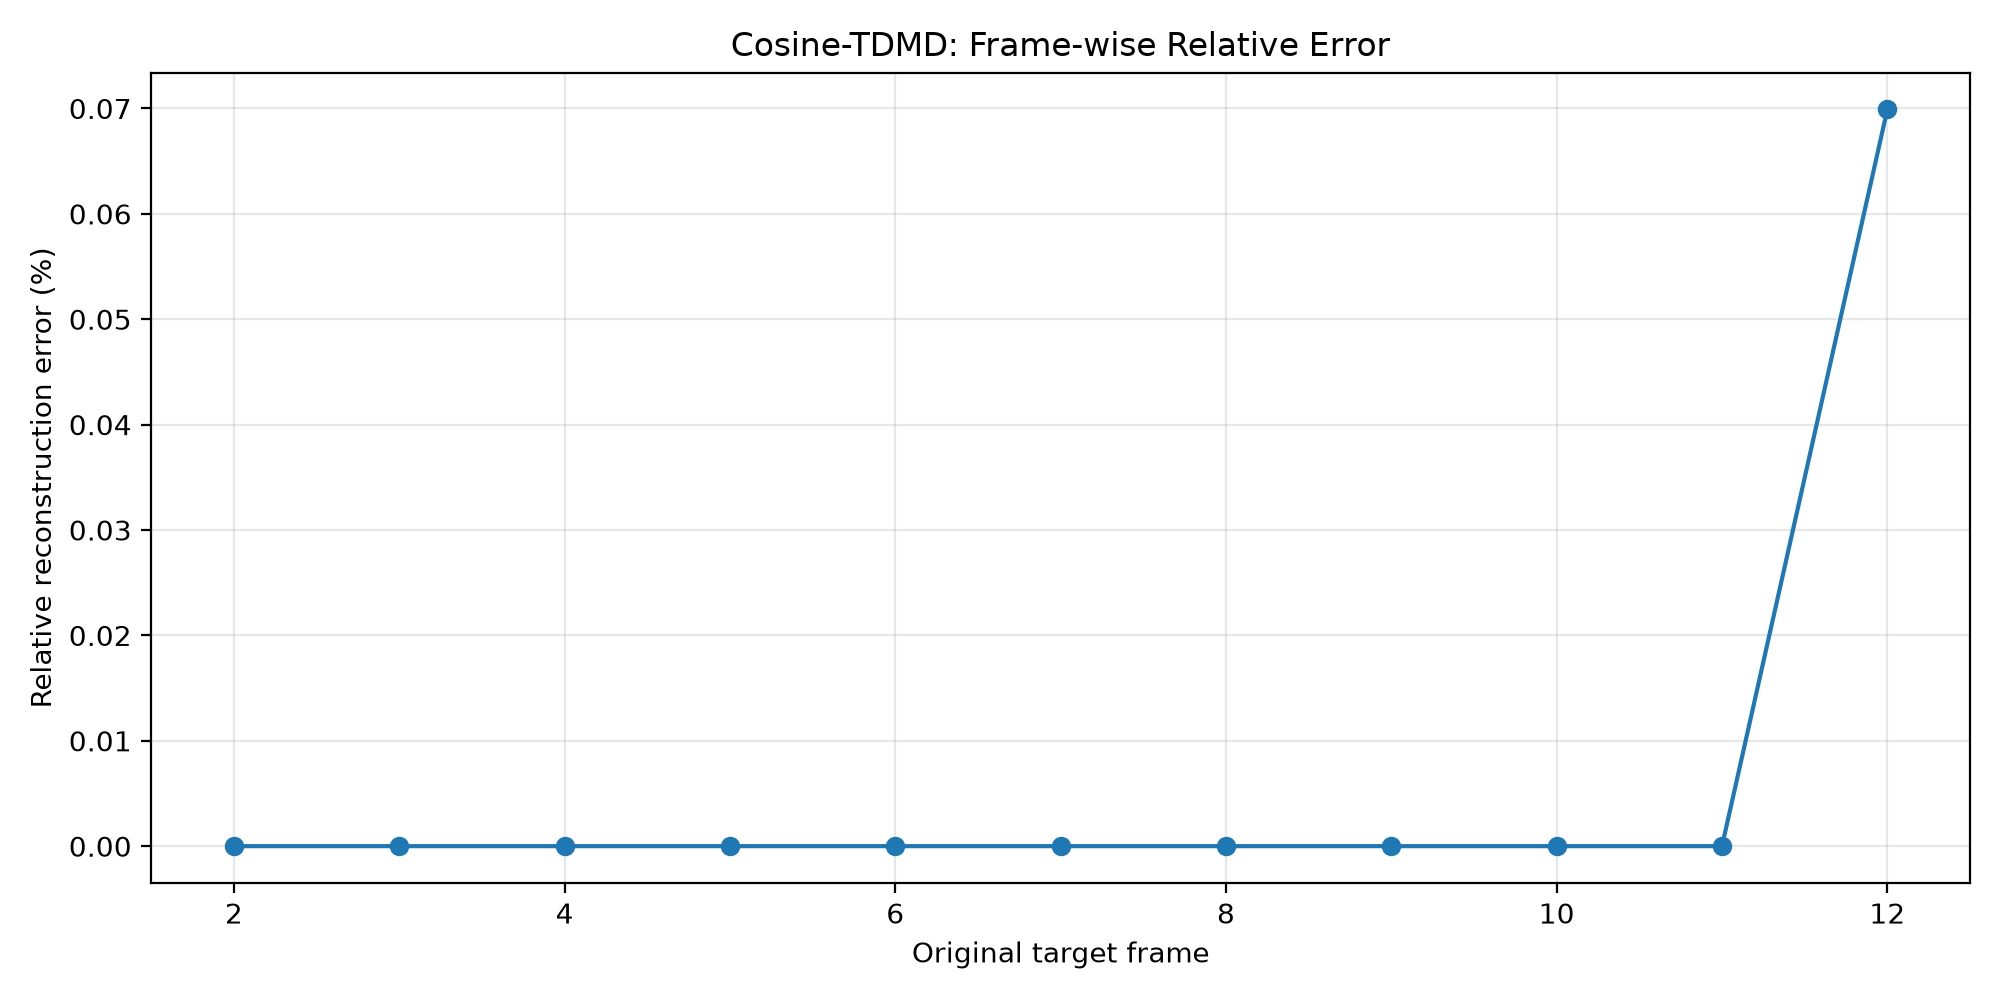 Cosine-TDMD: Frame-wise Relative Error
Relative reconstruction error (%)
0.07
0.06
0.05
0.04
0.03
0.02
0.01
0.00
2 4 6 8 10 12
Original target frame